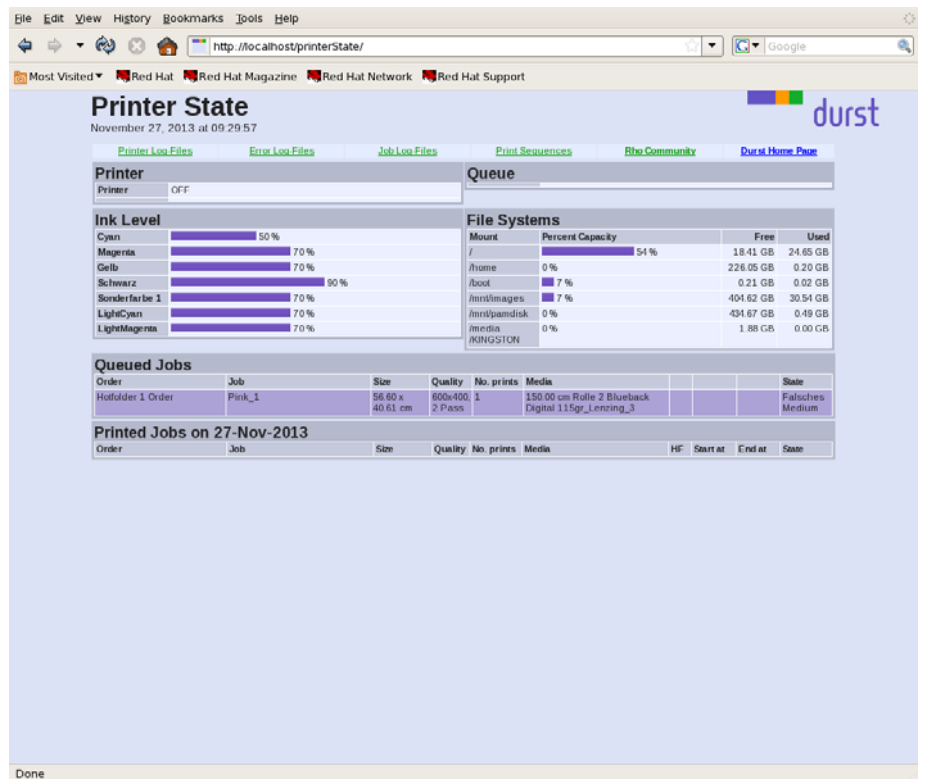 File Edit View History Bookmarks Tools Help
http://localhost/printerState/
Google
Most Visited Red Hat Red Hat Magazine Red Hat Network Red Hat Support
Printer State
November 27, 2013 at 09:29:57
durst
Printer Log Files Error Log Files Job Log Files Print Sequences Rho Community Durst Home Page
Printer
Printer OFF
Queue
Ink Level
Cyan 50 %
Magenta 70 %
Gelb 70 %
Schwarz 90 %
Sonderfarbe 1 70 %
LightCyan 70 %
LightMagenta 70 %
File Systems
Mount Percent Capacity Free Used
/ 54 % 18.41 GB 24.65 GB
/home 0 % 226.05 GB 0.20 GB
/boot 7 % 0.21 GB 0.02 GB
/mnt/images 7 % 404.62 GB 30.54 GB
/mnt/pamdisk 0 % 434.67 GB 0.49 GB
/media 0 % 1.88 GB 0.00 GB
/KINGSTON
Queued Jobs
Order Job Size Quality No. prints Media State
Hotfolder 1 Order Pink_1 56.60 x 600x400, 1 150.00 cm Rolle 2 Blueback Falsches
40.61 cm 2 Pass Digital 115gr_Lenzing_3 Medium
Printed Jobs on 27-Nov-2013
Order Job Size Quality No. prints Media HF Start at End at State
Done